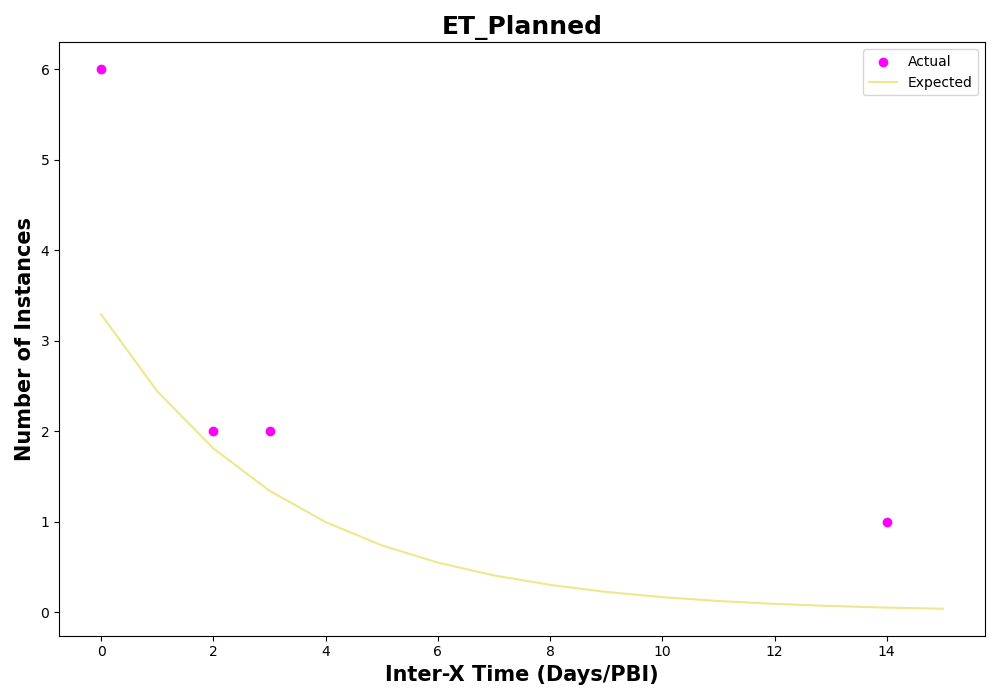 ET_Planned
Actual
Expected
Number of Instances
6
5
4
3
2
1
0
0 2 4 6 8 10 12 14
Inter-X Time (Days/PBI)